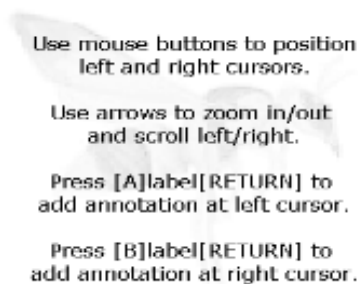 Use mouse buttons to position
left and right cursors.
Use arrows to zoom in/out
and scroll left/right.
Press [A]label[RETURN] to
add annotation at left cursor.
Press [B]label[RETURN] to
add annotation at right cursor.